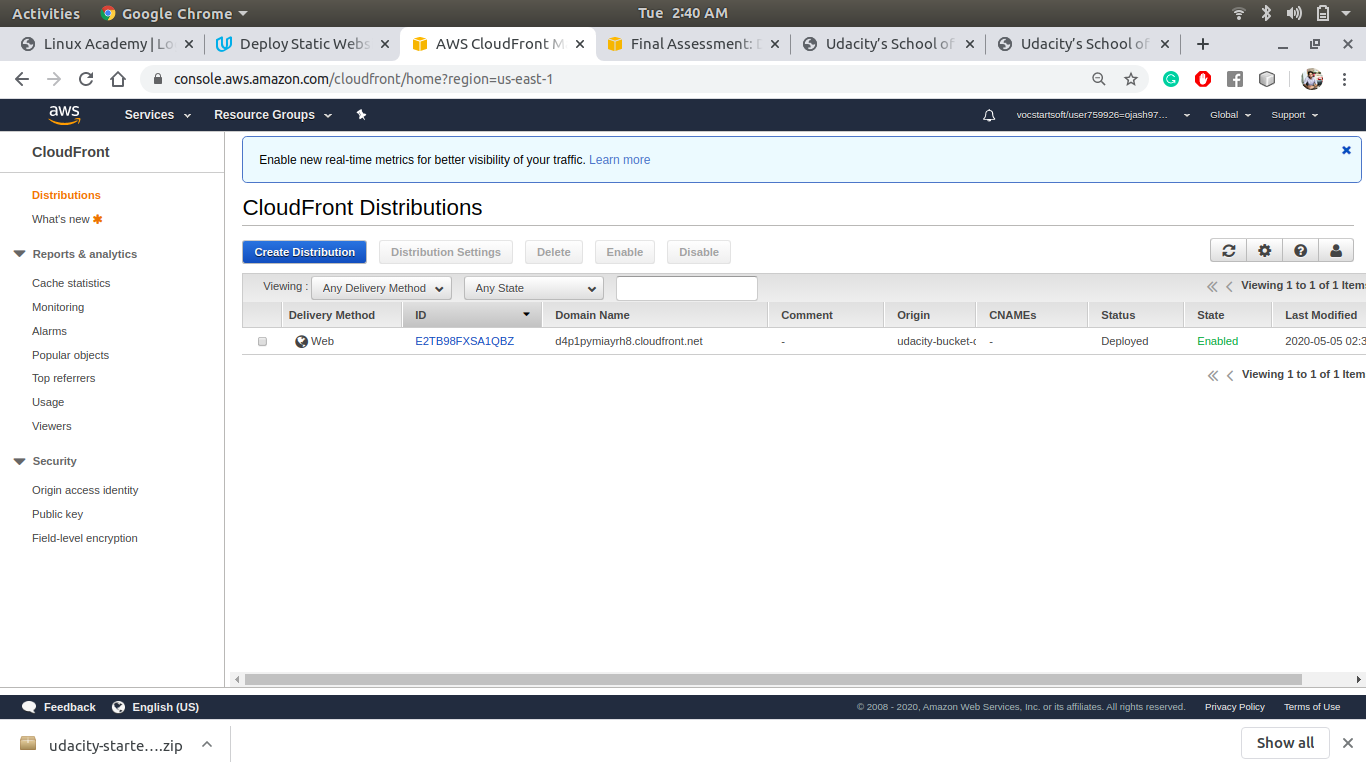 Activities Google Chrome Tue 2:40 AM
Linux Academy | Lo Deploy Static Webs AWS CloudFront M Final Assessment: D Udacity's School of Udacity's School of
console.aws.amazon.com/cloudfront/home?region=us-east-1
aws Services Resource Groups vocstartsoft/user759926=ojash97... Global Support
CloudFront
Distributions
What's new
Reports & analytics
Cache statistics
Monitoring
Alarms
Popular objects
Top referrers
Usage
Viewers
Security
Origin access identity
Public key
Field-level encryption
Enable new real-time metrics for better visibility of your traffic. Learn more
CloudFront Distributions
Create Distribution Distribution Settings Delete Enable Disable
Viewing : Any Delivery Method Any State Viewing 1 to 1 of 1 Items
Delivery Method ID Domain Name Comment Origin CNAMEs Status State Last Modified
Web E2TB98FXSA1QBZ d4p1pymiayrh8.cloudfront.net - udacity-bucket-c - Deployed Enabled 2020-05-05 02:3
Viewing 1 to 1 of 1 Item
Feedback English (US) © 2008 - 2020, Amazon Web Services, Inc. or its affiliates. All rights reserved. Privacy Policy Terms of Use
udacity-starte....zip Show all